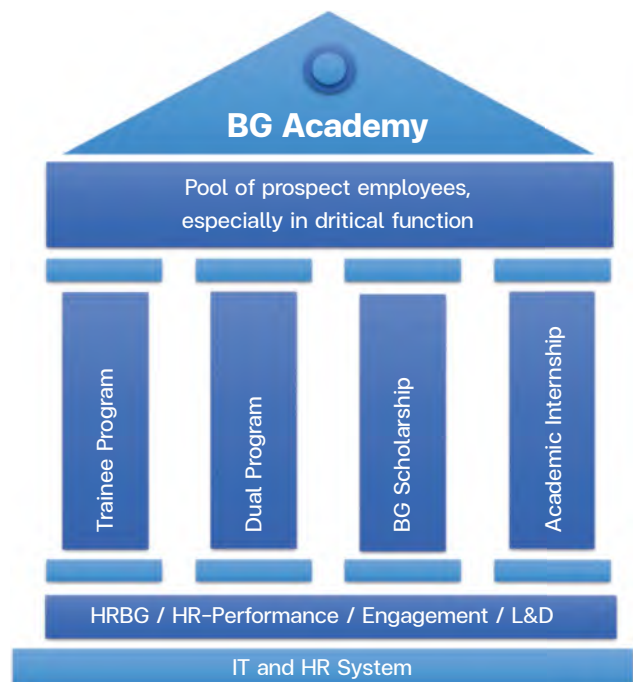 BG Academy
Pool of prospect employees,
especially in dritical function
Trainee Program
Dual Program
BG Scholarship
Academic Internship
HRBG / HR-Performance / Engagement / L&D
IT and HR System